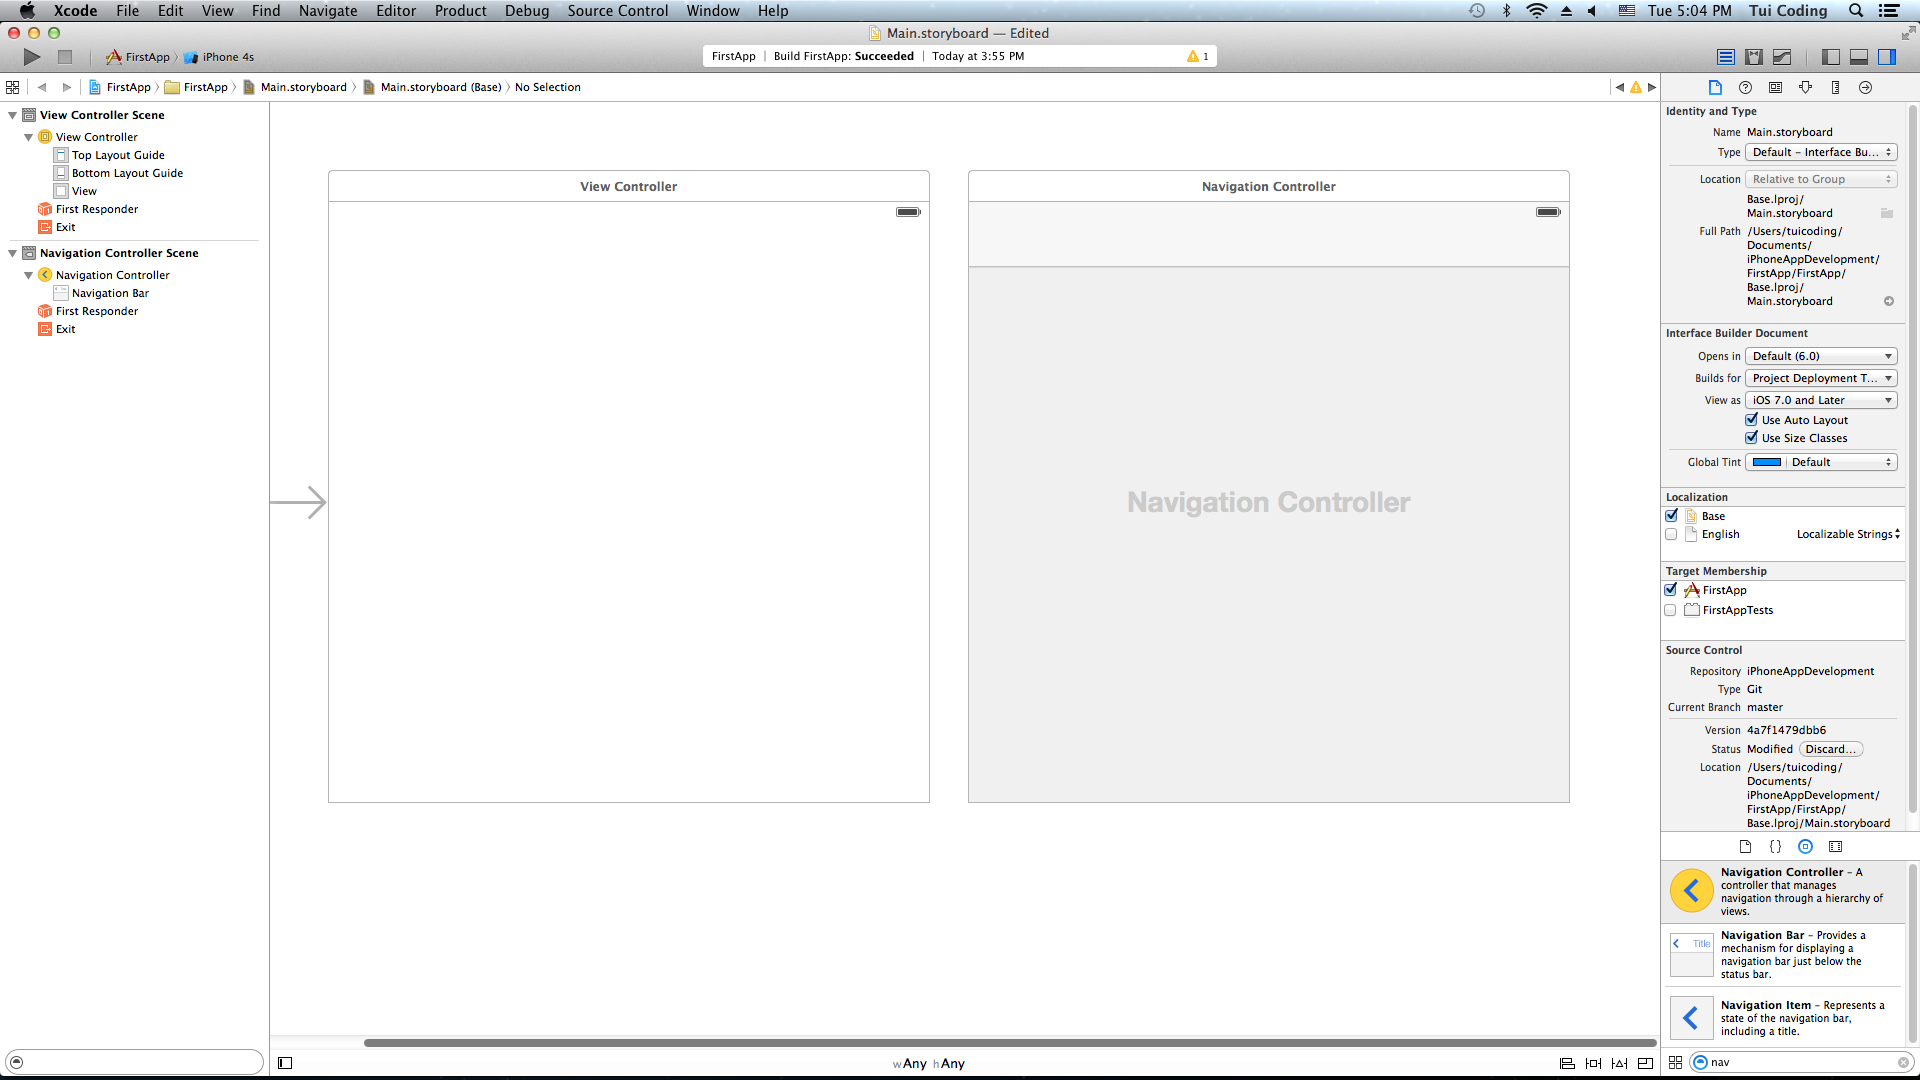 Xcode File Edit View Find Navigate Editor Product Debug Source Control Window Help Tue 5:04 PM Tui Coding
Main.storyboard — Edited
FirstApp iPhone 4s
FirstApp | Build FirstApp: Succeeded | Today at 3:55 PM 1
FirstApp FirstApp Main.storyboard Main.storyboard (Base) No Selection
View Controller Scene
View Controller
Top Layout Guide
Bottom Layout Guide
View
First Responder
Exit
Navigation Controller Scene
Navigation Controller
Navigation Bar
First Responder
Exit
View Controller
Navigation Controller
Navigation Controller
wAny hAny
Identity and Type
Name Main.storyboard
Type Default - Interface Bu...
Location Relative to Group
Base.lproj/
Main.storyboard
Full Path /Users/tuicoding/
Documents/
iPhoneAppDevelopment/
FirstApp/FirstApp/
Base.lproj/
Main.storyboard
Interface Builder Document
Opens in Default (6.0)
Builds for Project Deployment T...
View as iOS 7.0 and Later
Use Auto Layout
Use Size Classes
Global Tint Default
Localization
Base
English Localizable Strings
Target Membership
FirstApp
FirstAppTests
Source Control
Repository iPhoneAppDevelopment
Type Git
Current Branch master
Version 4a7f1479dbb6
Status Modified Discard...
Location /Users/tuicoding/
Documents/
iPhoneAppDevelopment/
FirstApp/FirstApp/
Base.lproj/Main.storyboard
{}
Navigation Controller - A
controller that manages
navigation through a hierarchy of
views.
Title
Navigation Bar - Provides a
mechanism for displaying a
navigation bar just below the
status bar.
Navigation Item - Represents a
state of the navigation bar,
including a title.
nav